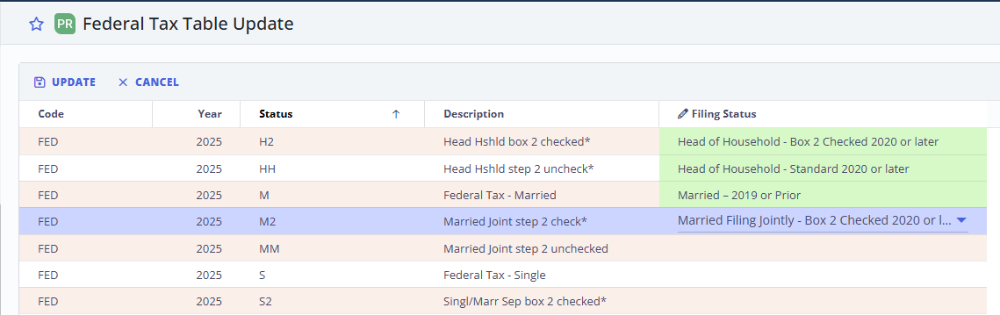 PR Federal Tax Table Update
UPDATE CANCEL
Code Year Status Description Filing Status
FED 2025 H2 Head Hshld box 2 checked* Head of Household - Box 2 Checked 2020 or later
FED 2025 HH Head Hshld step 2 uncheck* Head of Household - Standard 2020 or later
FED 2025 M Federal Tax - Married Married – 2019 or Prior
FED 2025 M2 Married Joint step 2 check* Married Filing Jointly - Box 2 Checked 2020 or l...
FED 2025 MM Married Joint step 2 unchecked
FED 2025 S Federal Tax - Single
FED 2025 S2 Singl/Marr Sep box 2 checked*